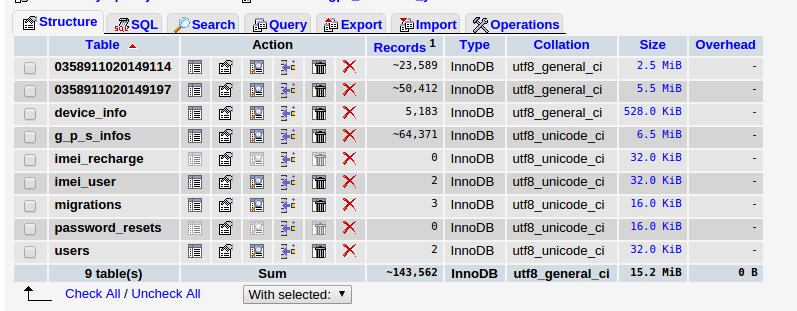 Structure SQL Search Query Export Import Operations
Table Action Records 1 Type Collation Size Overhead
0358911020149114 ~23,589 InnoDB utf8_general_ci 2.5 MiB -
0358911020149197 ~50,412 InnoDB utf8_general_ci 5.5 MiB -
device_info 5,183 InnoDB utf8_general_ci 528.0 KiB -
g_p_s_infos ~64,371 InnoDB utf8_unicode_ci 6.5 MiB -
imei_recharge 0 InnoDB utf8_unicode_ci 32.0 KiB -
imei_user 2 InnoDB utf8_unicode_ci 32.0 KiB -
migrations 3 InnoDB utf8_unicode_ci 16.0 KiB -
password_resets 0 InnoDB utf8_unicode_ci 16.0 KiB -
users 2 InnoDB utf8_unicode_ci 32.0 KiB -
9 table(s) Sum ~143,562 InnoDB utf8_general_ci 15.2 MiB 0 B
Check All / Uncheck All With selected: